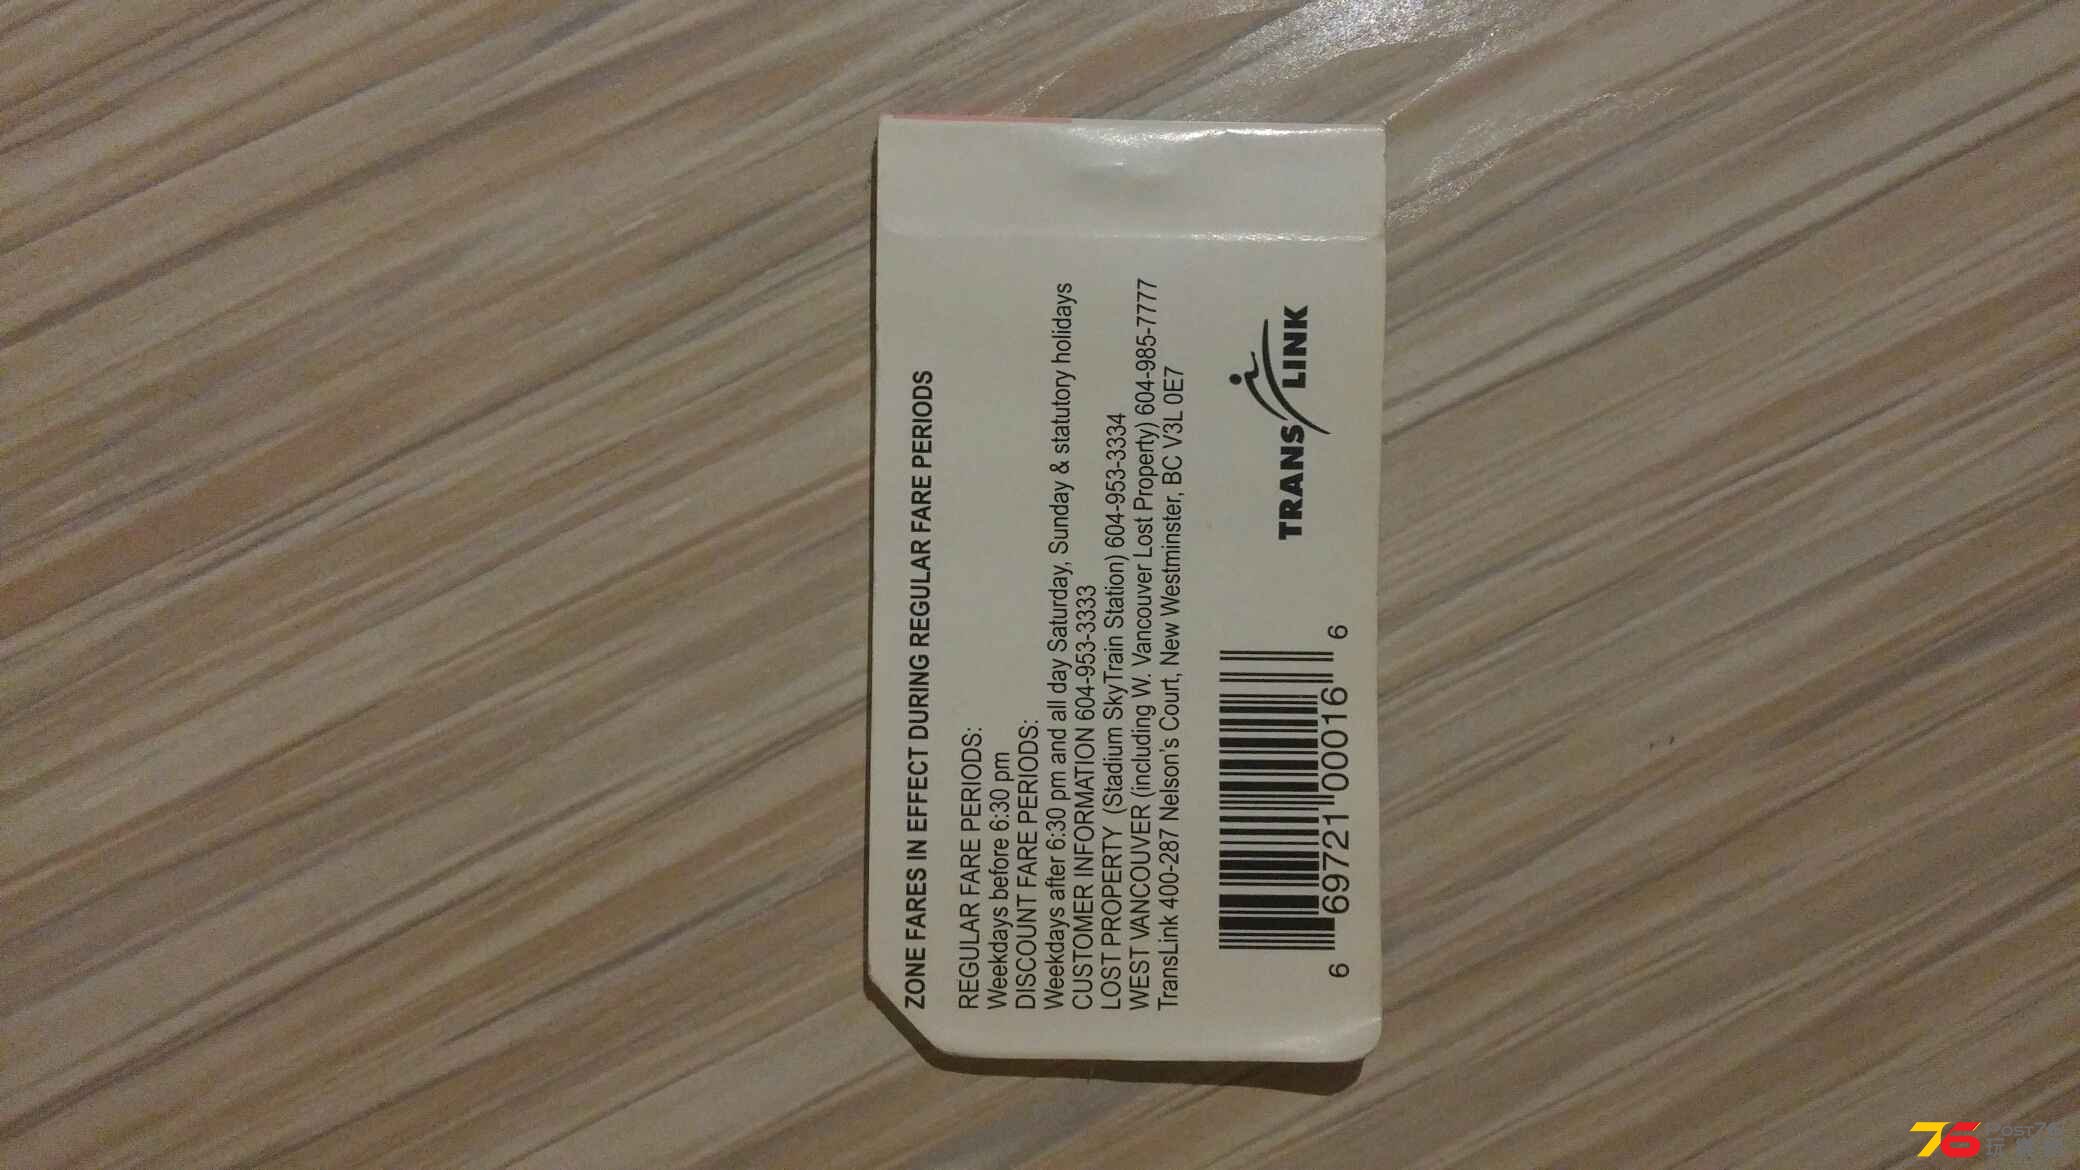 ZONE FARES IN EFFECT DURING REGULAR FARE PERIODS
REGULAR FARE PERIODS:
Weekdays before 6:30 pm
DISCOUNT FARE PERIODS:
Weekdays after 6:30 pm and all day Saturday, Sunday & statutory holidays
CUSTOMER INFORMATION 604-953-3333
LOST PROPERTY (Stadium SkyTrain Station) 604-953-3334
WEST VANCOUVER (including W. Vancouver Lost Property) 604-985-7777
TransLink 400-287 Nelson's Court, New Westminster, BC V3L 0E7
6 69721 00016 6
TRANS LINK
76 Post76